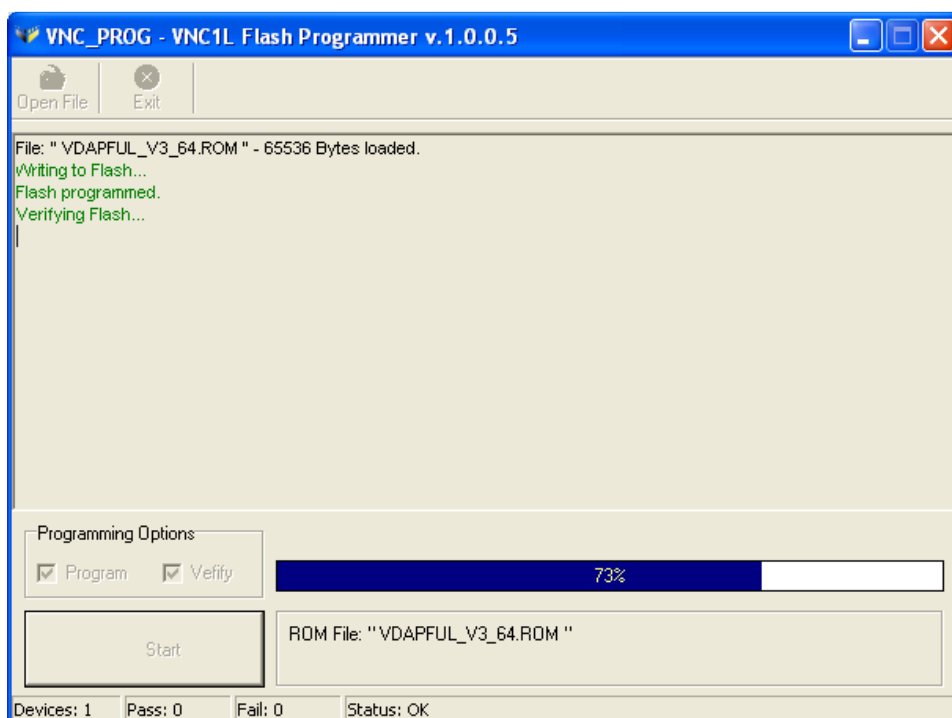 VNC_PROG - VNC1L Flash Programmer v.1.0.0.5
Open File Exit
File: " VDAPFUL_V3_64.ROM " - 65536 Bytes loaded.
Writing to Flash...
Flash programmed.
Verifying Flash...
Programming Options
Program Vefify
73%
Start
ROM File: " VDAPFUL_V3_64.ROM "
Devices: 1 Pass: 0 Fail: 0 Status: OK